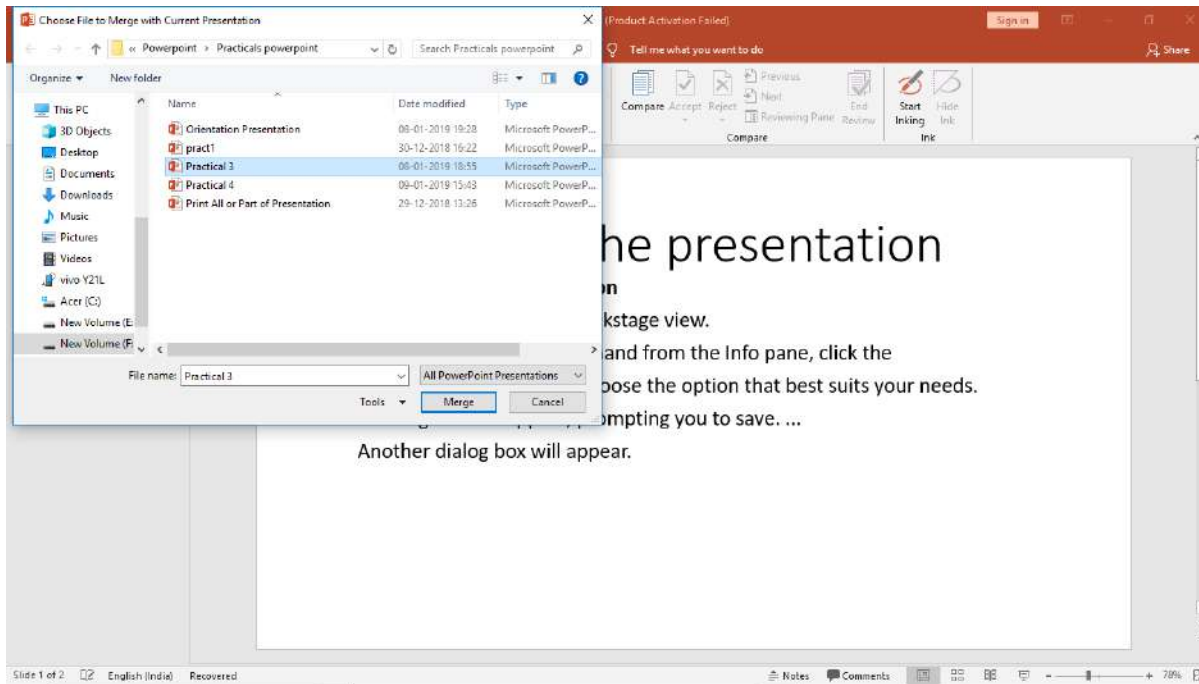 Choose File to Merge with Current Presentation
(Product Activation Failed)
Sign in
« Powerpoint › Practicals powerpoint
Search Practicals powerpoint
Tell me what you want to do
Share
Organize
New folder
This PC
3D Objects
Desktop
Documents
Downloads
Music
Pictures
Videos
vivo Y21L
Acer (C:)
New Volume (E:
New Volume (F:
Name Date modified Type
Orientation Presentation 08-01-2019 19:28 Microsoft PowerP...
pract1 30-12-2018 16:22 Microsoft PowerP...
Practical 3 08-01-2019 18:55 Microsoft PowerP...
Practical 4 09-01-2019 15:43 Microsoft PowerP...
Print All or Part of Presentation 29-12-2018 13:26 Microsoft PowerP...
File name: Practical 3
All PowerPoint Presentations
Tools Merge Cancel
Compare Accept Reject
Previous
Next
Reviewing Pane
End Review
Compare
Start Inking
Hide Ink
Ink
he presentation
on
kstage view.
and from the Info pane, click the
oose the option that best suits your needs.
ompting you to save. ...
Another dialog box will appear.
Slide 1 of 2 English (India) Recovered Notes Comments 78%